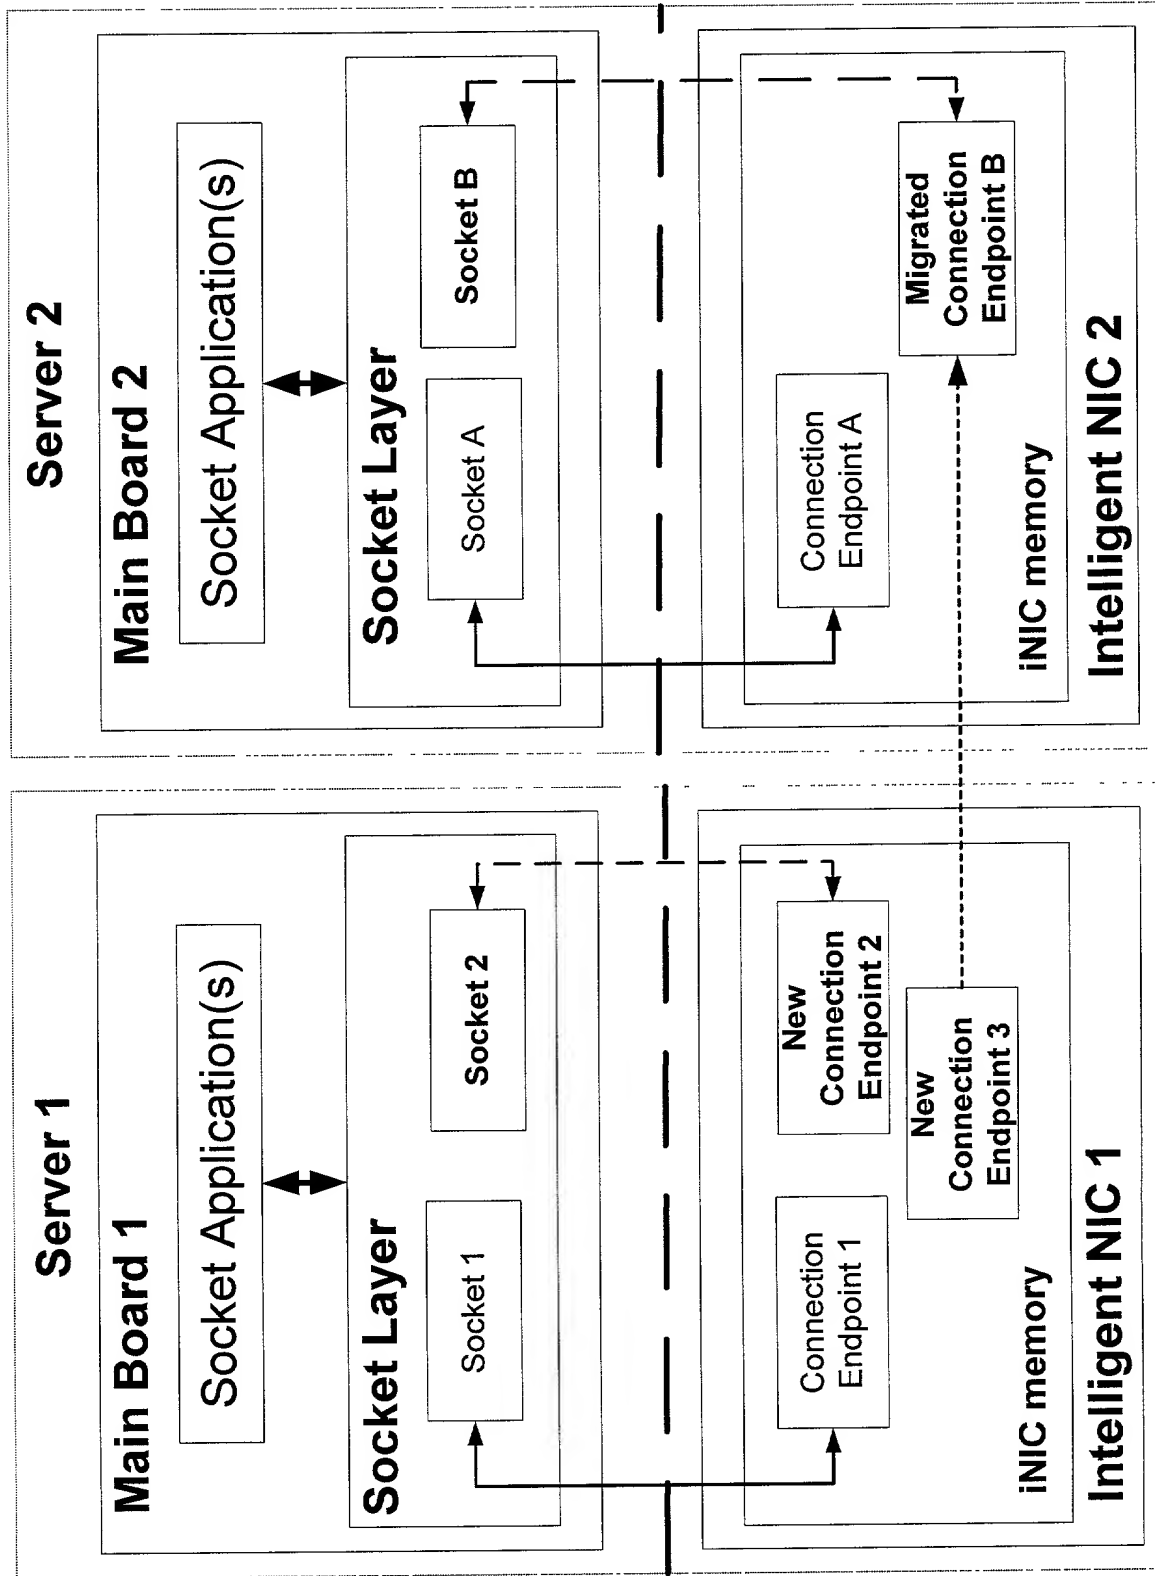 Server 1
Main Board 1
Socket Application(s)
Socket Layer
Socket 1
Socket 2
Connection
Endpoint 1
New
Connection
Endpoint 2
New
Connection
Endpoint 3
iNIC memory
Intelligent NIC 1
Server 2
Main Board 2
Socket Application(s)
Socket Layer
Socket A
Socket B
Connection
Endpoint A
Migrated
Connection
Endpoint B
iNIC memory
Intelligent NIC 2